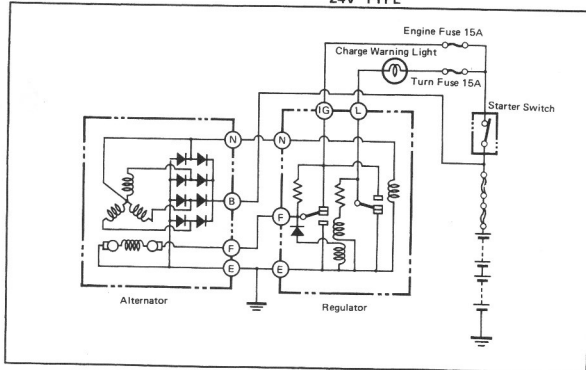 24V TYPE
Engine Fuse 15A
Charge Warning Light
Turn Fuse 15A
Starter Switch
IG
L
N
N
B
F
F
E
E
Alternator
Regulator